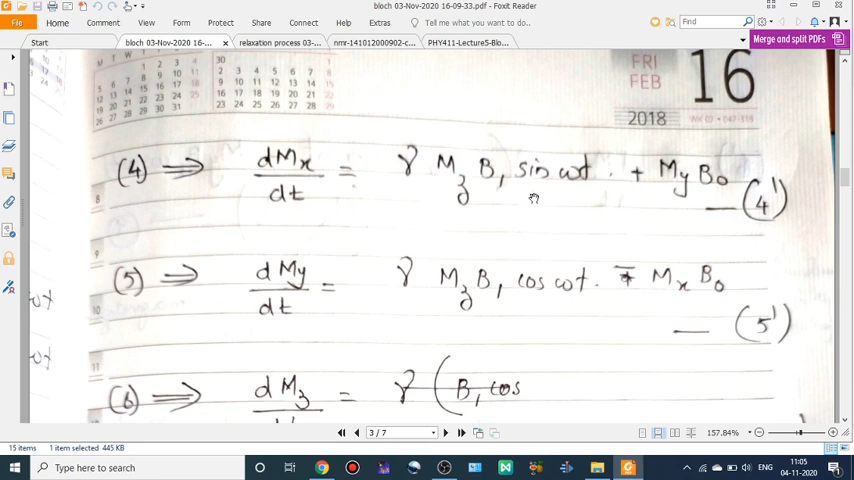 bloch 03-Nov-2020 16-09-33.pdf - Foxit Reader
File Home Comment View Form Protect Share Connect Help Extras Tell me what you want to do.. Find
Start bloch 03-Nov-2020 16-... relaxation process 03-... nmr-141012000902-c... PHY411-Lecture5-Blo... Merge and split PDFs
FRI
FEB
16
2018
(4) ⟹ dMx/dt = γ Mz B1 sin ωt . + My B0 — (4')
8
9
(5) ⟹ dMy/dt = γ Mz B1 cos ωt . - Mx B0 — (5')
10
11
(6) ⟹ dMz = γ ( B1 cos
3 / 7 157.84%
15 items 1 item selected 445 KB
Type here to search
ENG
11:05
04-11-2020